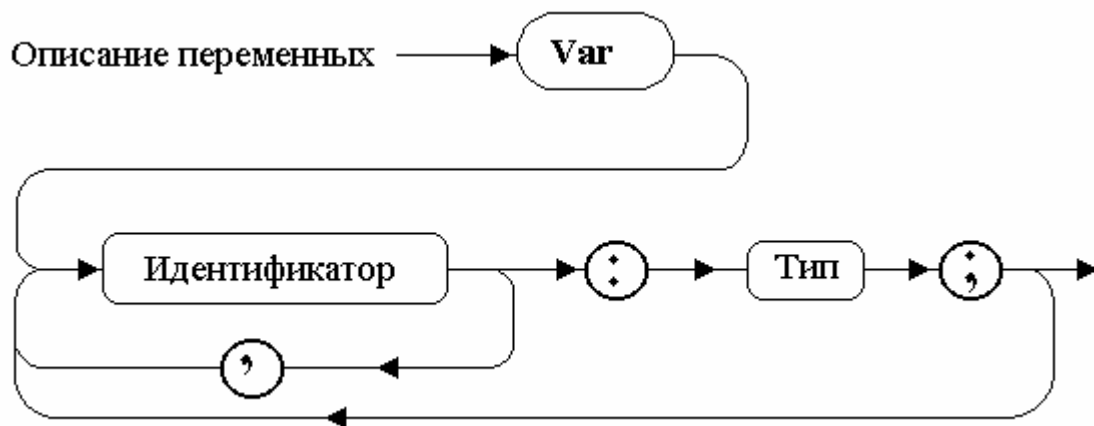 Описание переменных Var
Идентификатор : Тип ;
,